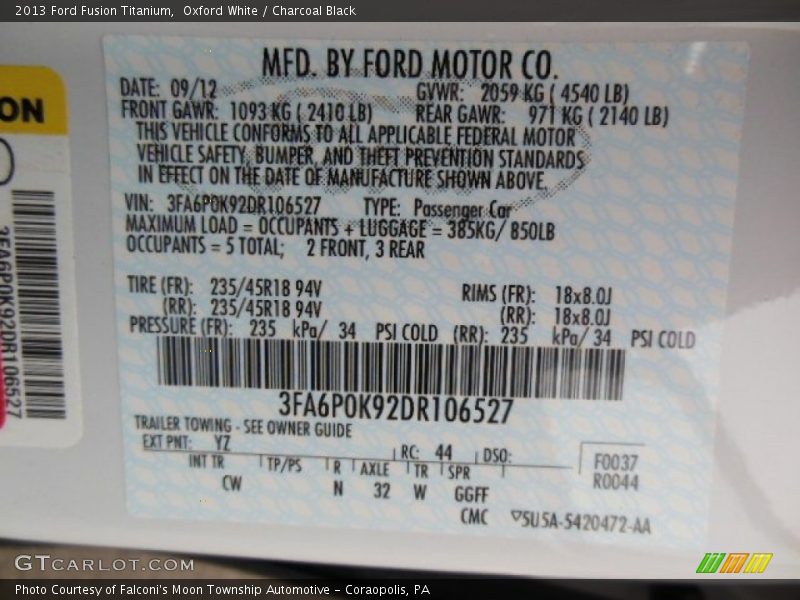 2013 Ford Fusion Titanium,  Oxford White / Charcoal Black
ON
3FA6P0K92DR106527
MFD. BY FORD MOTOR CO.
DATE: 09/12 GVWR: 2059 KG ( 4540 LB)
FRONT GAWR: 1093 KG ( 2410 LB) REAR GAWR: 971 KG ( 2140 LB)
THIS VEHICLE CONFORMS TO ALL APPLICABLE FEDERAL MOTOR
VEHICLE SAFETY, BUMPER, AND THEFT PREVENTION STANDARDS
IN EFFECT ON THE DATE OF MANUFACTURE SHOWN ABOVE.
VIN: 3FA6P0K92DR106527 TYPE: Passenger Car
MAXIMUM LOAD = OCCUPANTS + LUGGAGE = 385KG/ 850LB
OCCUPANTS = 5 TOTAL; 2 FRONT, 3 REAR
TIRE (FR): 235/45R18 94V RIMS (FR): 18x8.0J
(RR): 235/45R18 94V (RR): 18x8.0J
PRESSURE (FR): 235 kPa/ 34 PSI COLD (RR): 235 kPa/ 34 PSI COLD
3FA6P0K92DR106527
TRAILER TOWING - SEE OWNER GUIDE
EXT PNT: YZ RC: 44 DSO: F0037
INT TR TP/PS R AXLE TR SPR R0044
CW N 32 W GGFF
CMC ▽5U5A-5420472-AA
GTCARLOT.COM
Photo Courtesy of Falconi's Moon Township Automotive – Coraopolis, PA